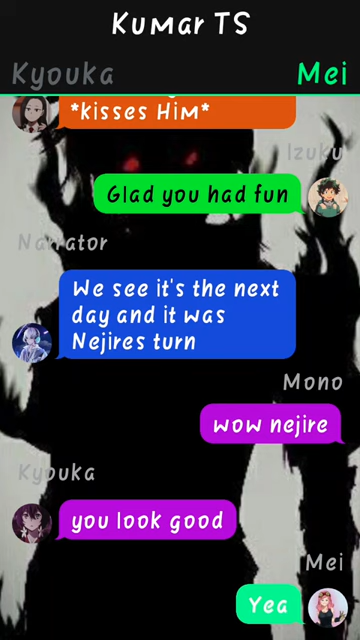 Kumar TS
Kyouka
Mei
*kisses Him*
Izuku
Glad you had fun
Narrator
We see it's the next
day and it was
Nejires turn
Mono
wow nejire
Kyouka
you look good
Mei
Yea